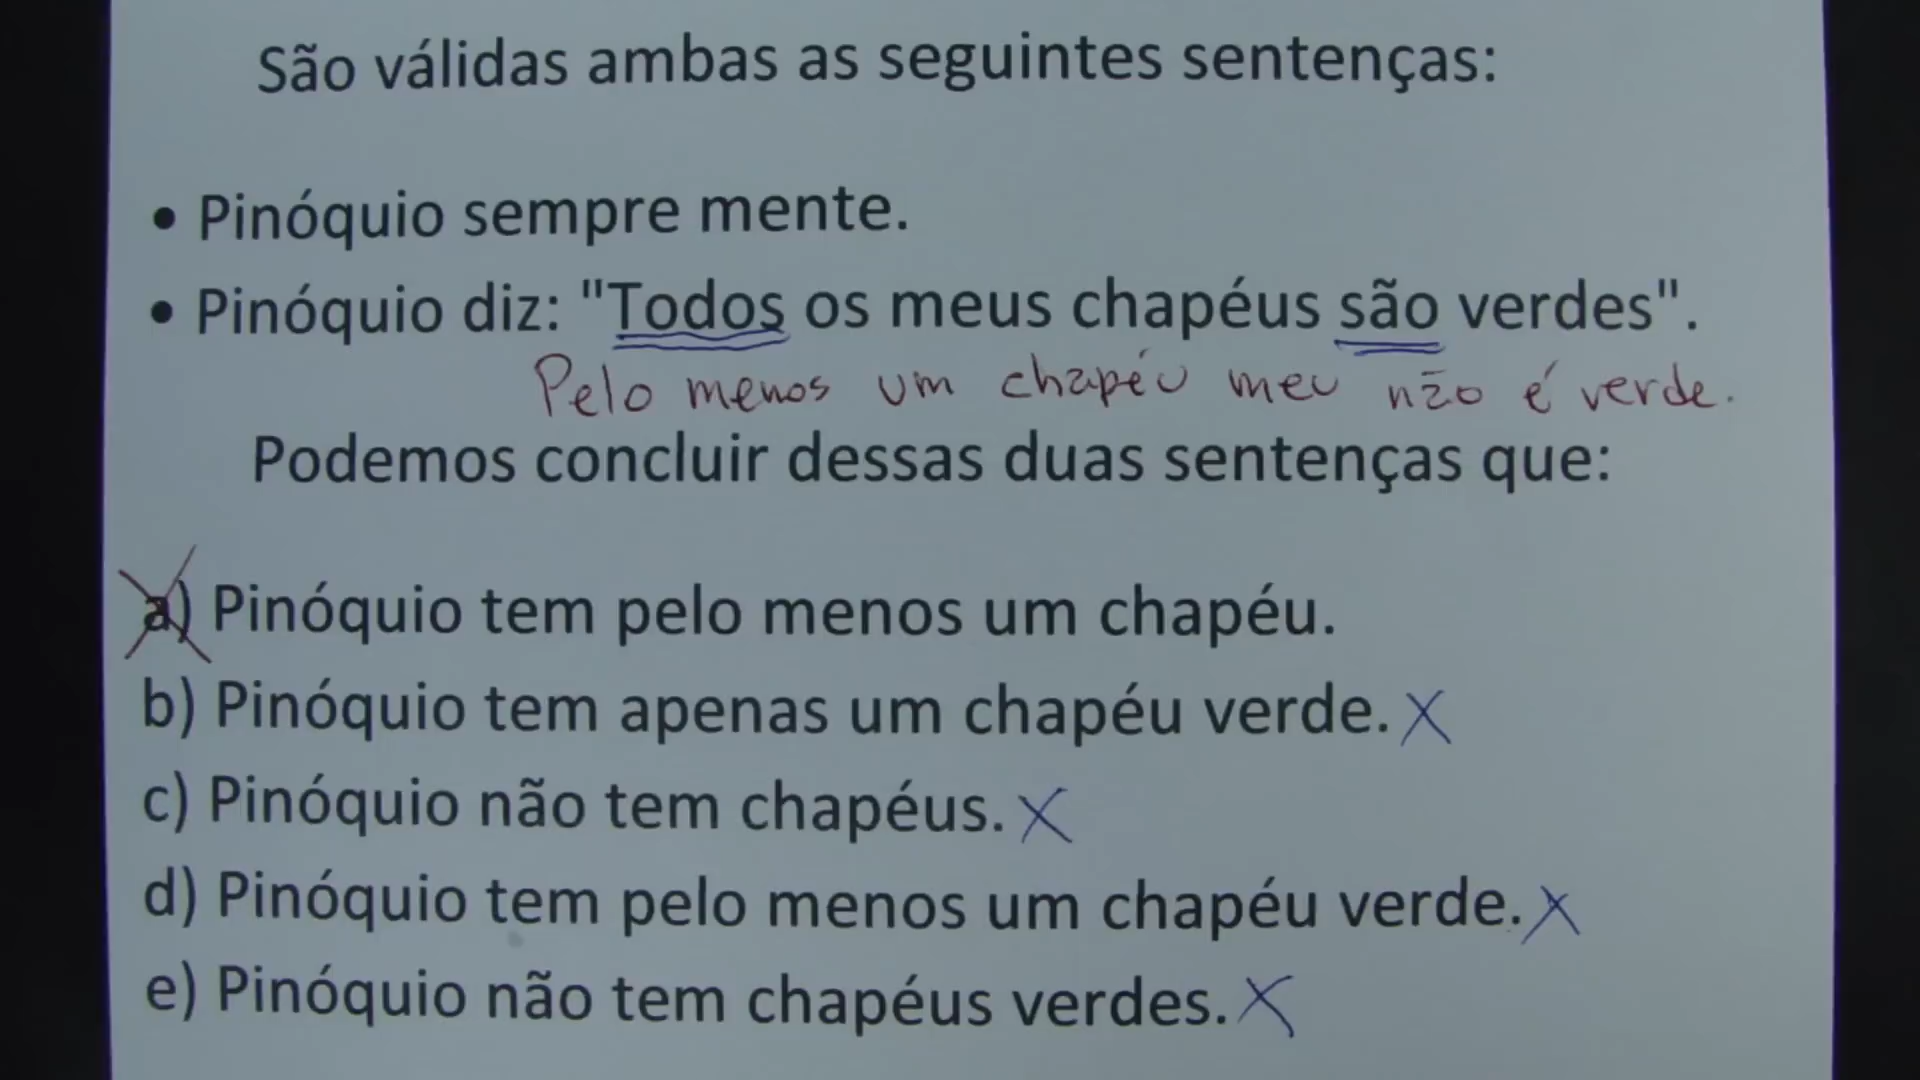 São válidas ambas as seguintes sentenças:
• Pinóquio sempre mente.
• Pinóquio diz: "Todos os meus chapéus são verdes".
Pelo menos um chapéu meu não é verde.
Podemos concluir dessas duas sentenças que:
a) Pinóquio tem pelo menos um chapéu.
b) Pinóquio tem apenas um chapéu verde. X
c) Pinóquio não tem chapéus. X
d) Pinóquio tem pelo menos um chapéu verde. X
e) Pinóquio não tem chapéus verdes. X